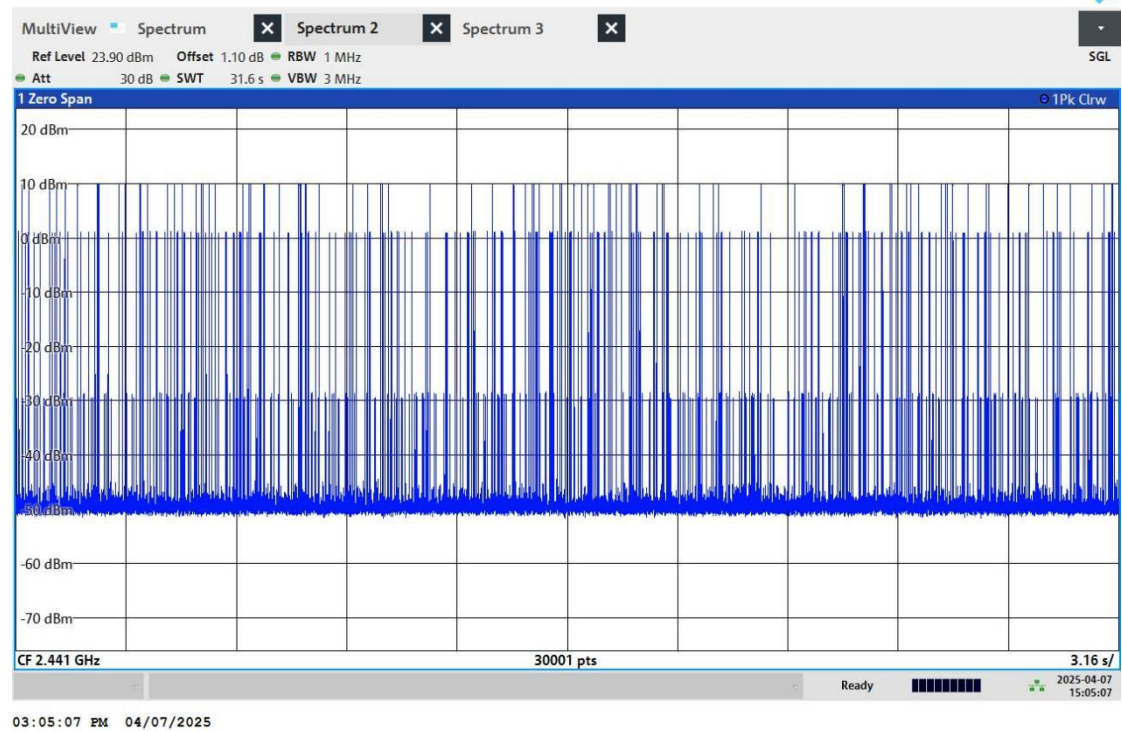 MultiView Spectrum Spectrum 2 Spectrum 3
Ref Level 23.90 dBm Offset 1.10 dB RBW 1 MHz SGL
Att 30 dB SWT 31.6 s VBW 3 MHz
1 Zero Span 1Pk Clrw
20 dBm
10 dBm
0 dBm
-10 dBm
-20 dBm
-30 dBm
-40 dBm
-50 dBm
-60 dBm
-70 dBm
CF 2.441 GHz 30001 pts 3.16 s/
Ready 2025-04-07
15:05:07
03:05:07 PM 04/07/2025